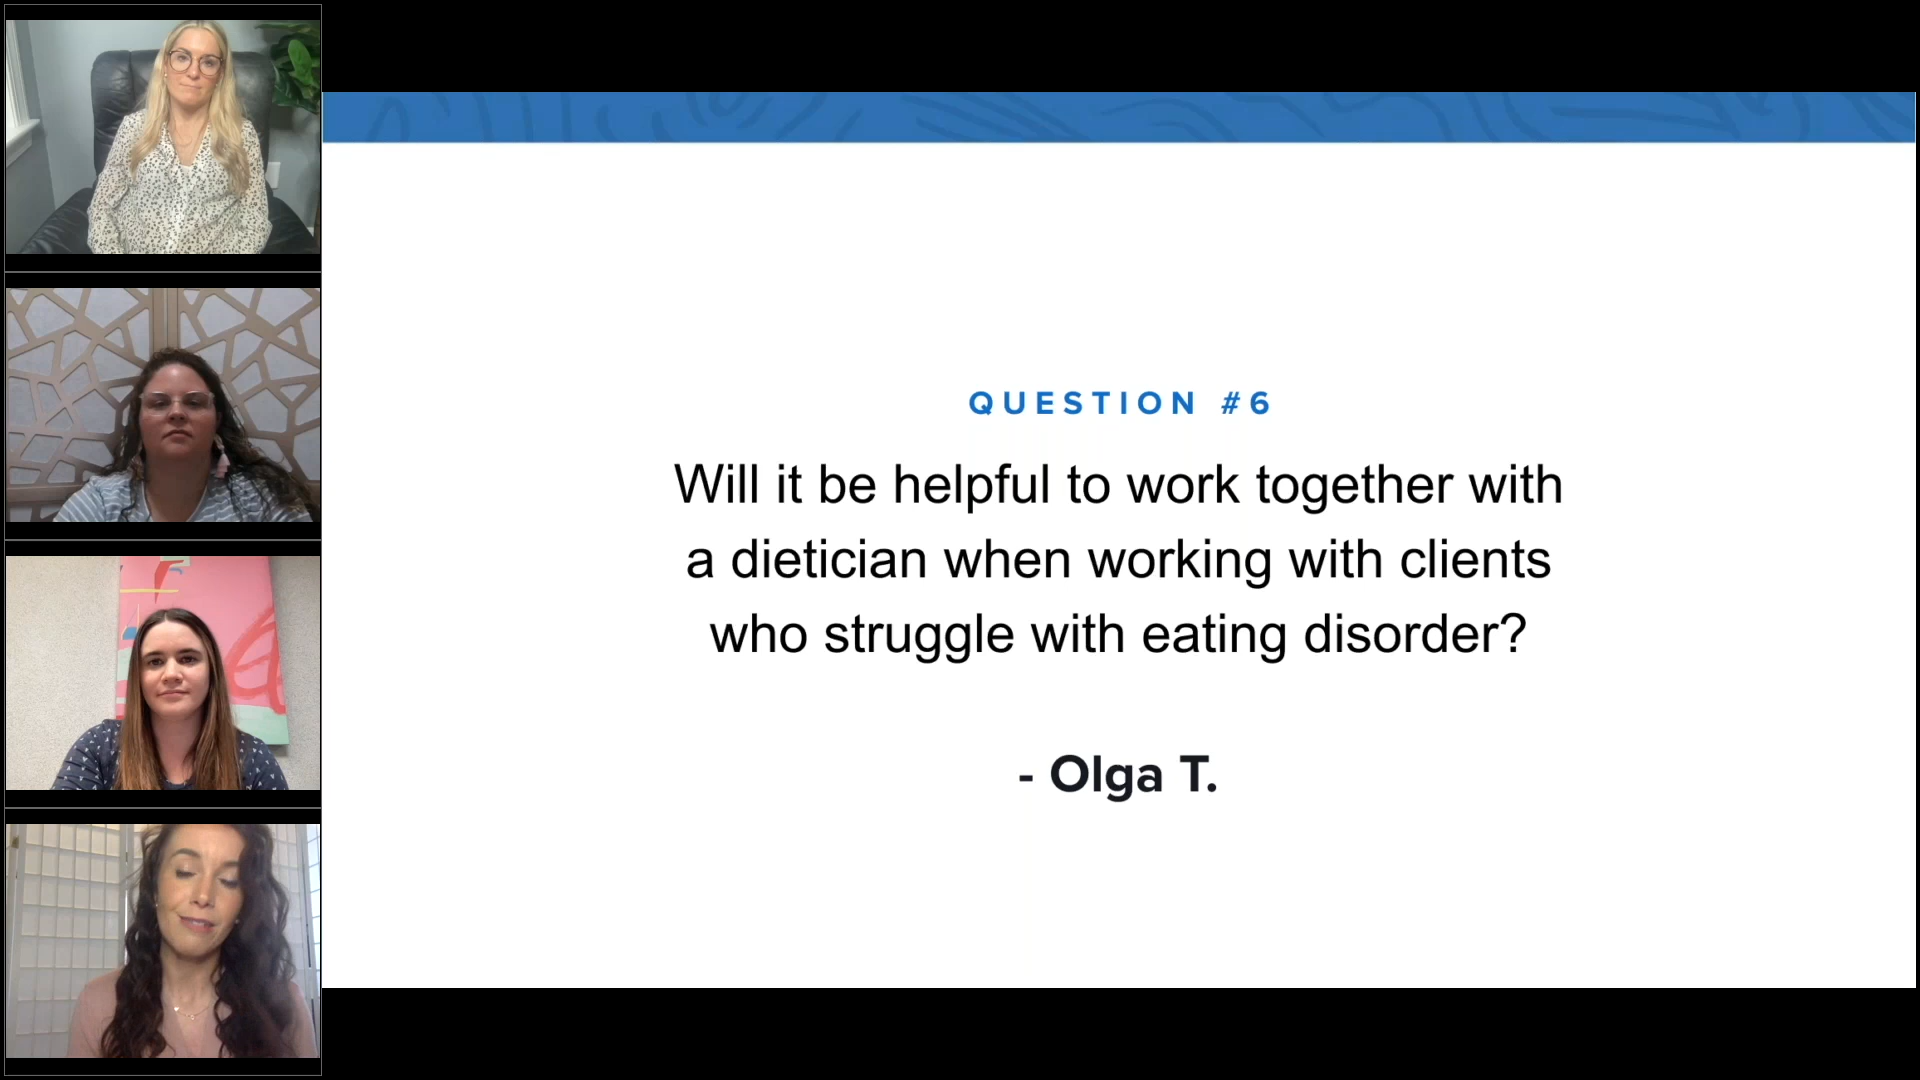 QUESTION #6
Will it be helpful to work together with
a dietician when working with clients
who struggle with eating disorder?
- Olga T.